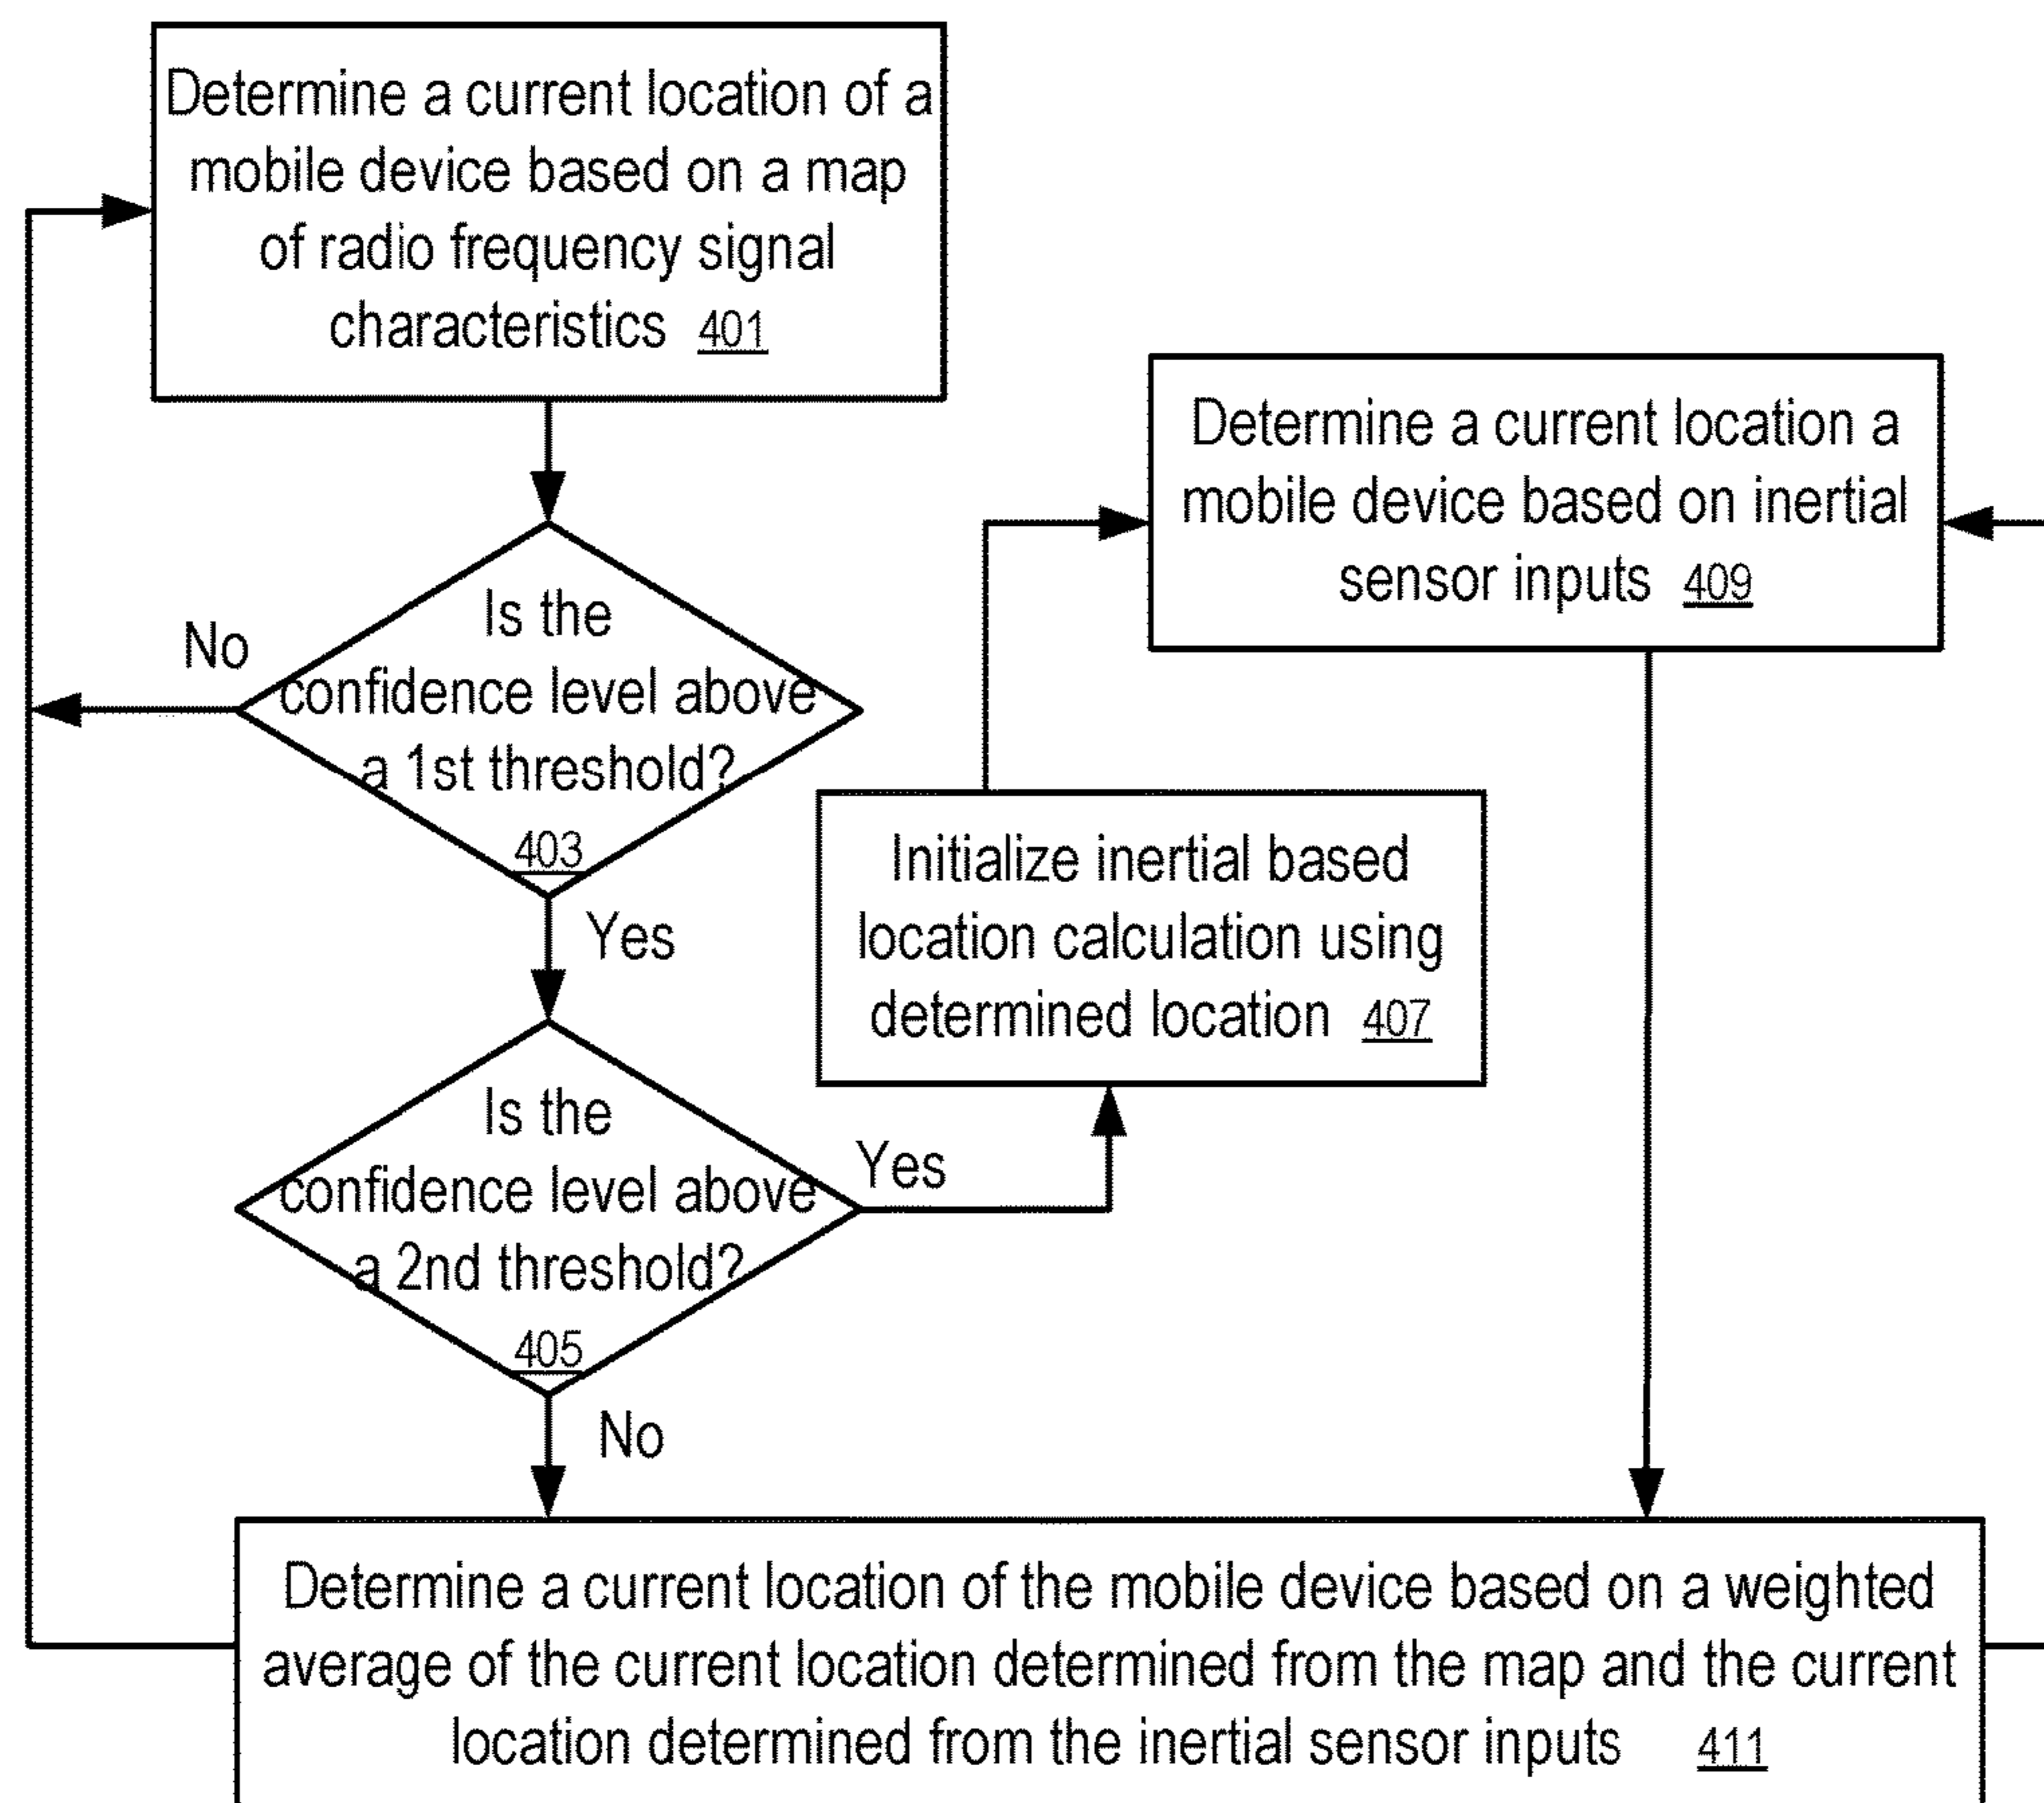 Determine a current location of a
mobile device based on a map
of radio frequency signal
characteristics 401
Is the
confidence level above
a 1st threshold?
403
No
Yes
Is the
confidence level above
a 2nd threshold?
405
Yes
No
Initialize inertial based
location calculation using
determined location 407
Determine a current location a
mobile device based on inertial
sensor inputs 409
Determine a current location of the mobile device based on a weighted
average of the current location determined from the map and the current
location determined from the inertial sensor inputs 411